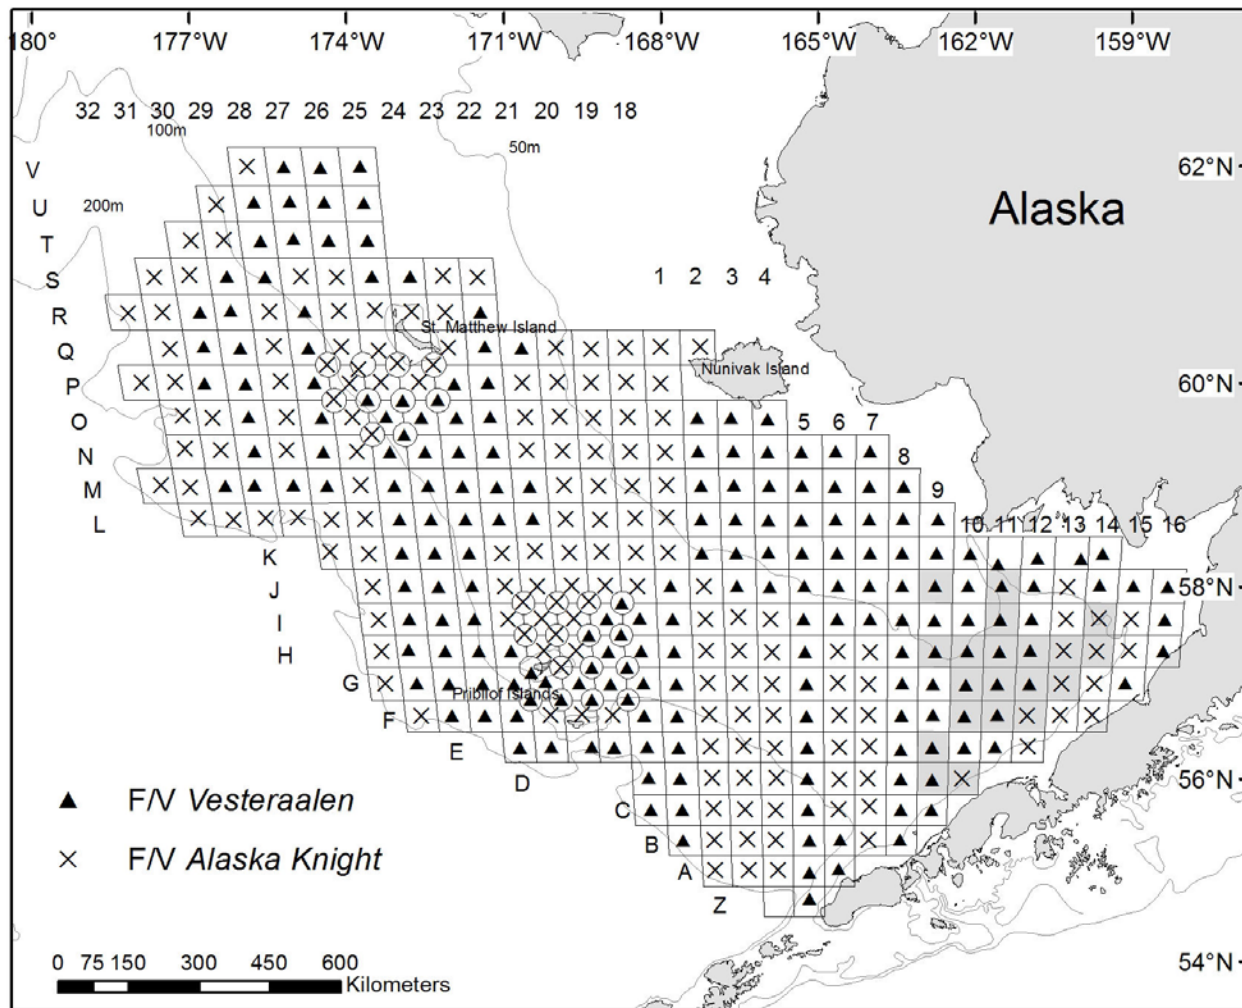 180° 177°W 174°W 171°W 168°W 165°W 162°W 159°W
32 31 30 29 28 27 26 25 24 23 22 21 20 19 18
100m
50m
V
62°N
U
200m
Alaska
T
S
1 2 3 4
R
St. Matthew Island
Q
Nunivak Island
P
60°N
O
5 6 7
N
8
M
9
L
10 11 12 13 14 15 16
K
J
58°N
I
H
G
Pribilof Islands
F
E
D
56°N
F/V Vesteraalen
C
B
F/V Alaska Knight
A
Z
54°N
0 75 150 300 450 600
Kilometers